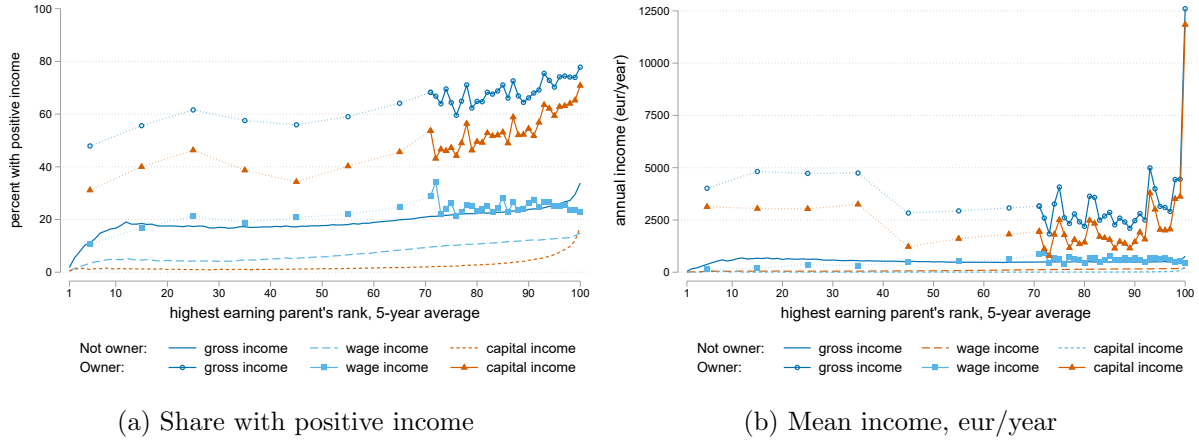 percent with positive income
100
80
60
40
20
0
1 10 20 30 40 50 60 70 80 90 100
highest earning parent's rank, 5-year average
Not owner: gross income wage income capital income
Owner: gross income wage income capital income
(a) Share with positive income
annual income (eur/year)
12500
10000
7500
5000
2500
0
1 10 20 30 40 50 60 70 80 90 100
highest earning parent's rank, 5-year average
Not owner: gross income wage income capital income
Owner: gross income wage income capital income
(b) Mean income, eur/year